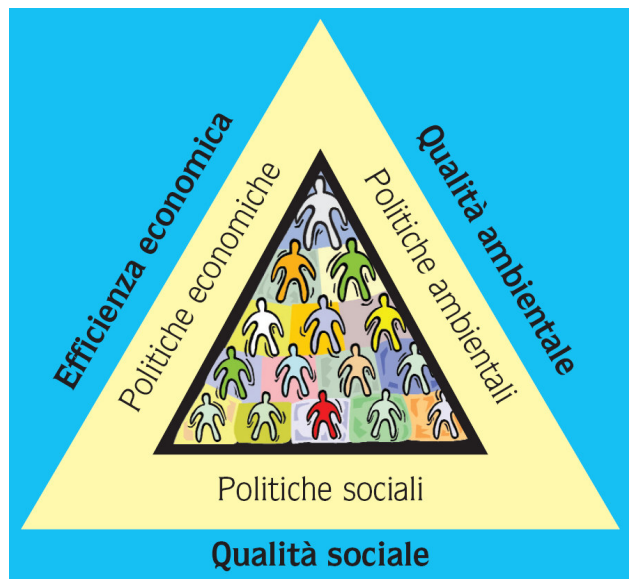 Efficienza economica
Qualità ambientale
Politiche economiche
Politiche ambientali
Politiche sociali
Qualità sociale